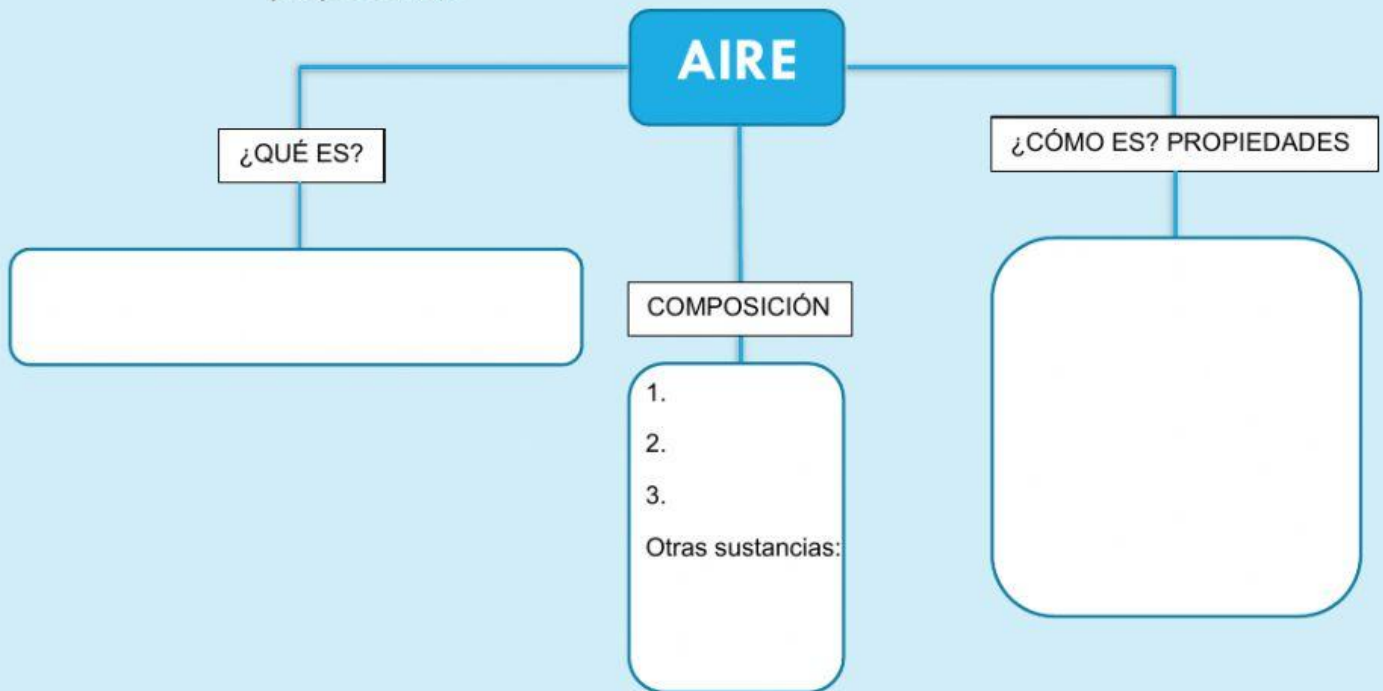 AIRE
¿QUÉ ES?
¿CÓMO ES? PROPIEDADES
COMPOSICIÓN
1.
2.
3.
Otras sustancias: